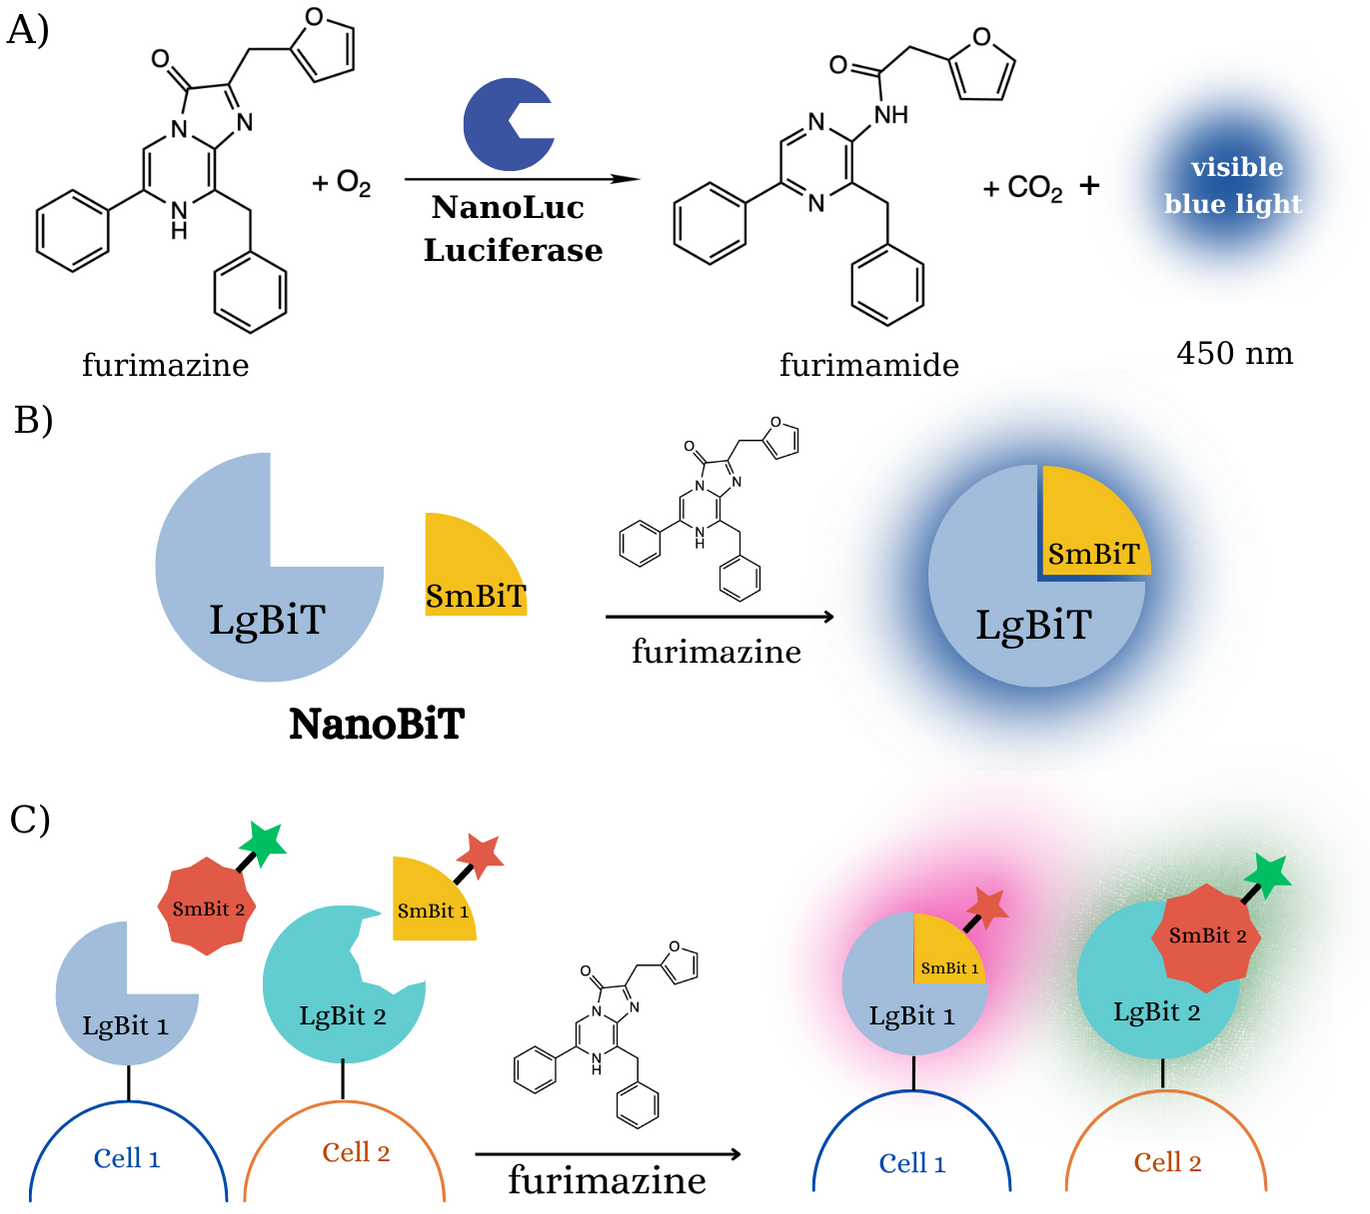 A)
O
O
N
N
N
H
+ O₂
NanoLuc
Luciferase
O
O
NH
N
N
+ CO₂ +
visible
blue light
furimazine
furimamide
450 nm
B)
LgBiT
SmBiT
O
O
N
N
N
H
furimazine
SmBiT
LgBiT
NanoBiT
C)
SmBit 2
SmBit 1
LgBit 1
LgBit 2
Cell 1
Cell 2
O
O
N
N
N
H
furimazine
SmBit 1
LgBit 1
SmBit 2
LgBit 2
Cell 1
Cell 2